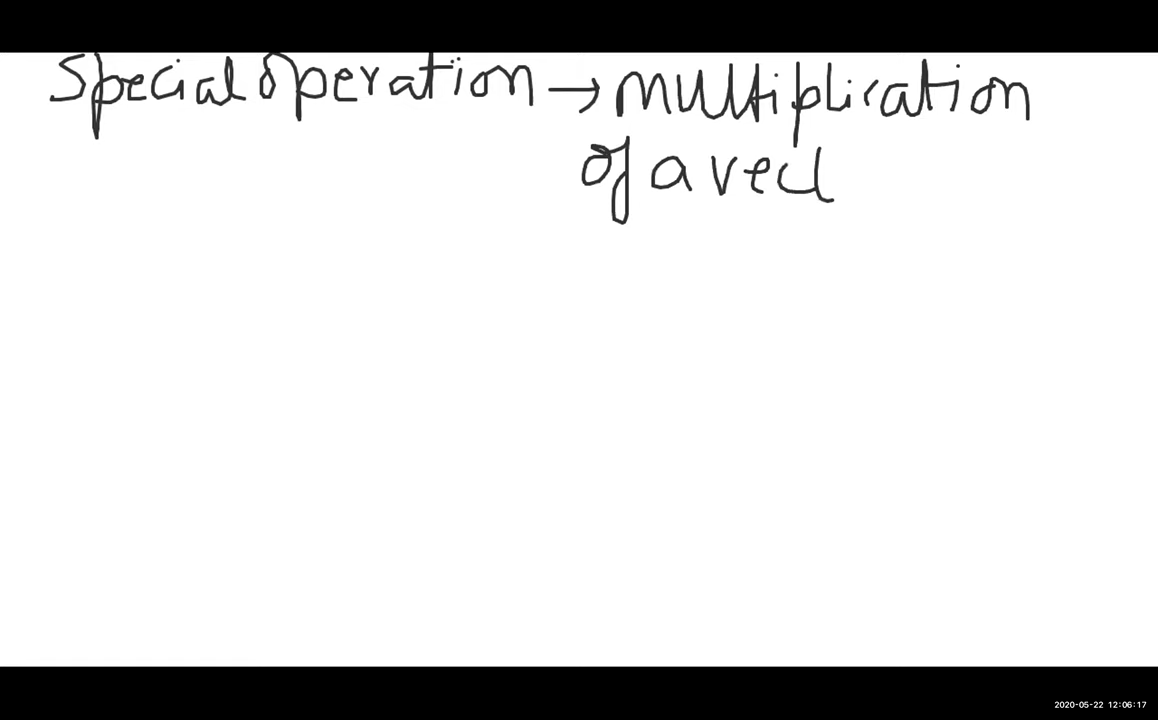 Special operation → multiplication
of a vect
2020-05-22 12:06:17